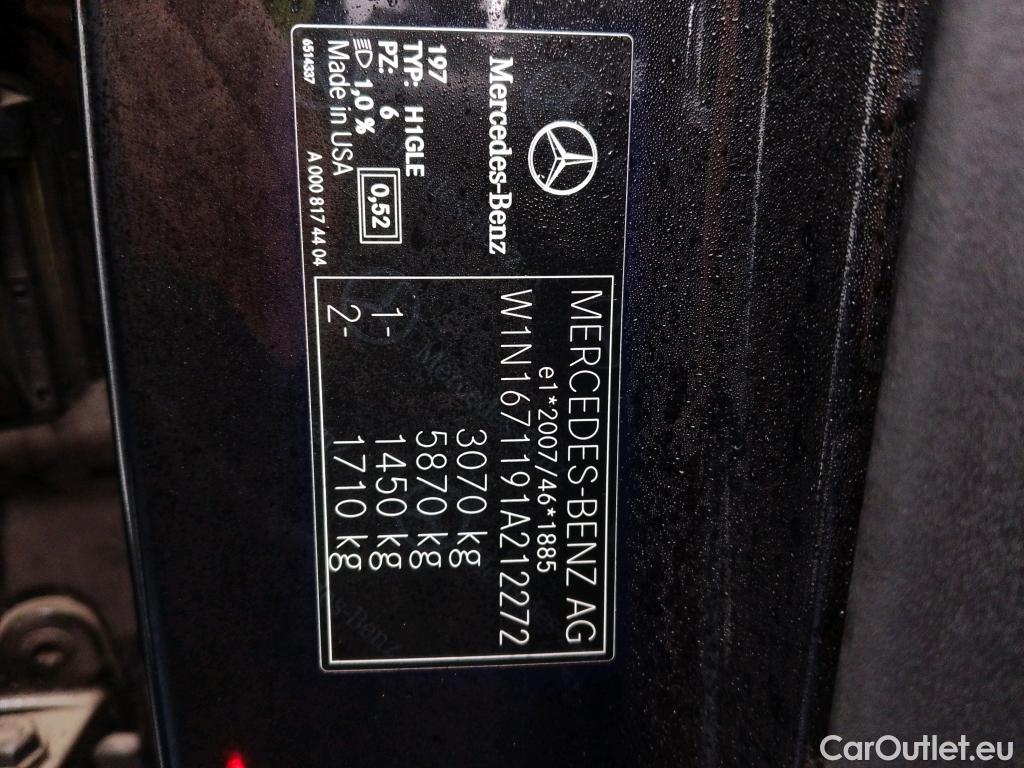 Mercedes-Benz
197
TYP: H1GLE
PZ: 6
1,0 %
0,52
Made in USA
6514337
A 000 817 44 04
MERCEDES-BENZ AG
e1*2007/46*1885
W1N1671191A212272
3070 kg
5870 kg
1- 1450 kg
2- 1710 kg
CarOutlet.eu